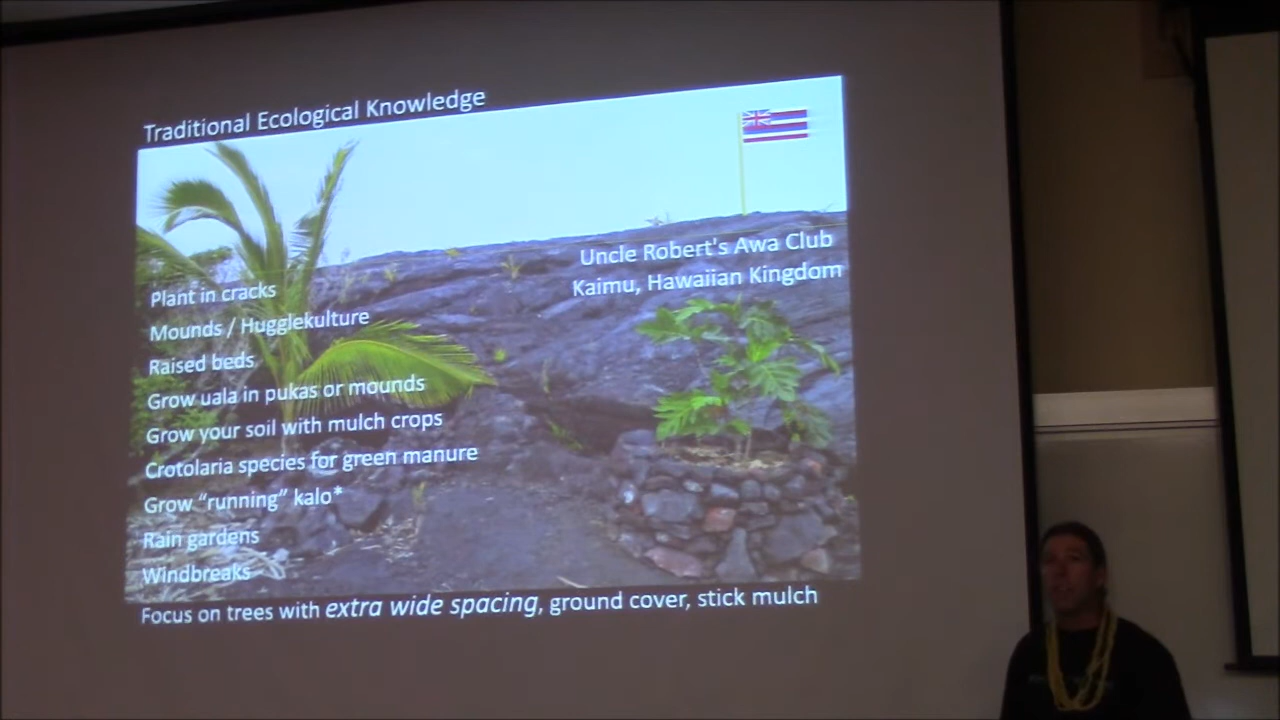 Traditional Ecological Knowledge
Uncle Robert's Awa Club
Kaimu, Hawaiian Kingdom
Plant in cracks
Mounds / Hugglekulture
Raised beds
Grow uala in pukas or mounds
Grow your soil with mulch crops
Crotolaria species for green manure
Grow “running” kalo*
Rain gardens
Windbreaks
Focus on trees with extra wide spacing, ground cover, stick mulch